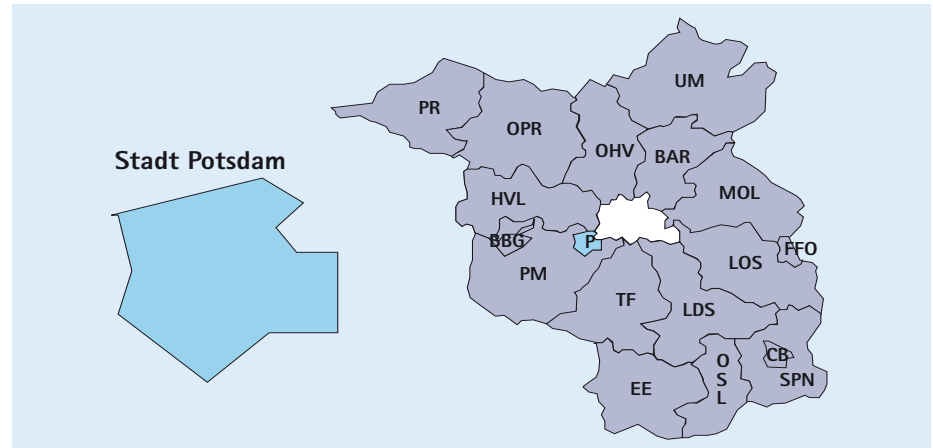 Stadt Potsdam
UM
PR
OPR
OHV
BAR
MOL
HVL
BBG
P
FFO
LOS
PM
TF
LDS
CB
SPN
O
S
L
EE